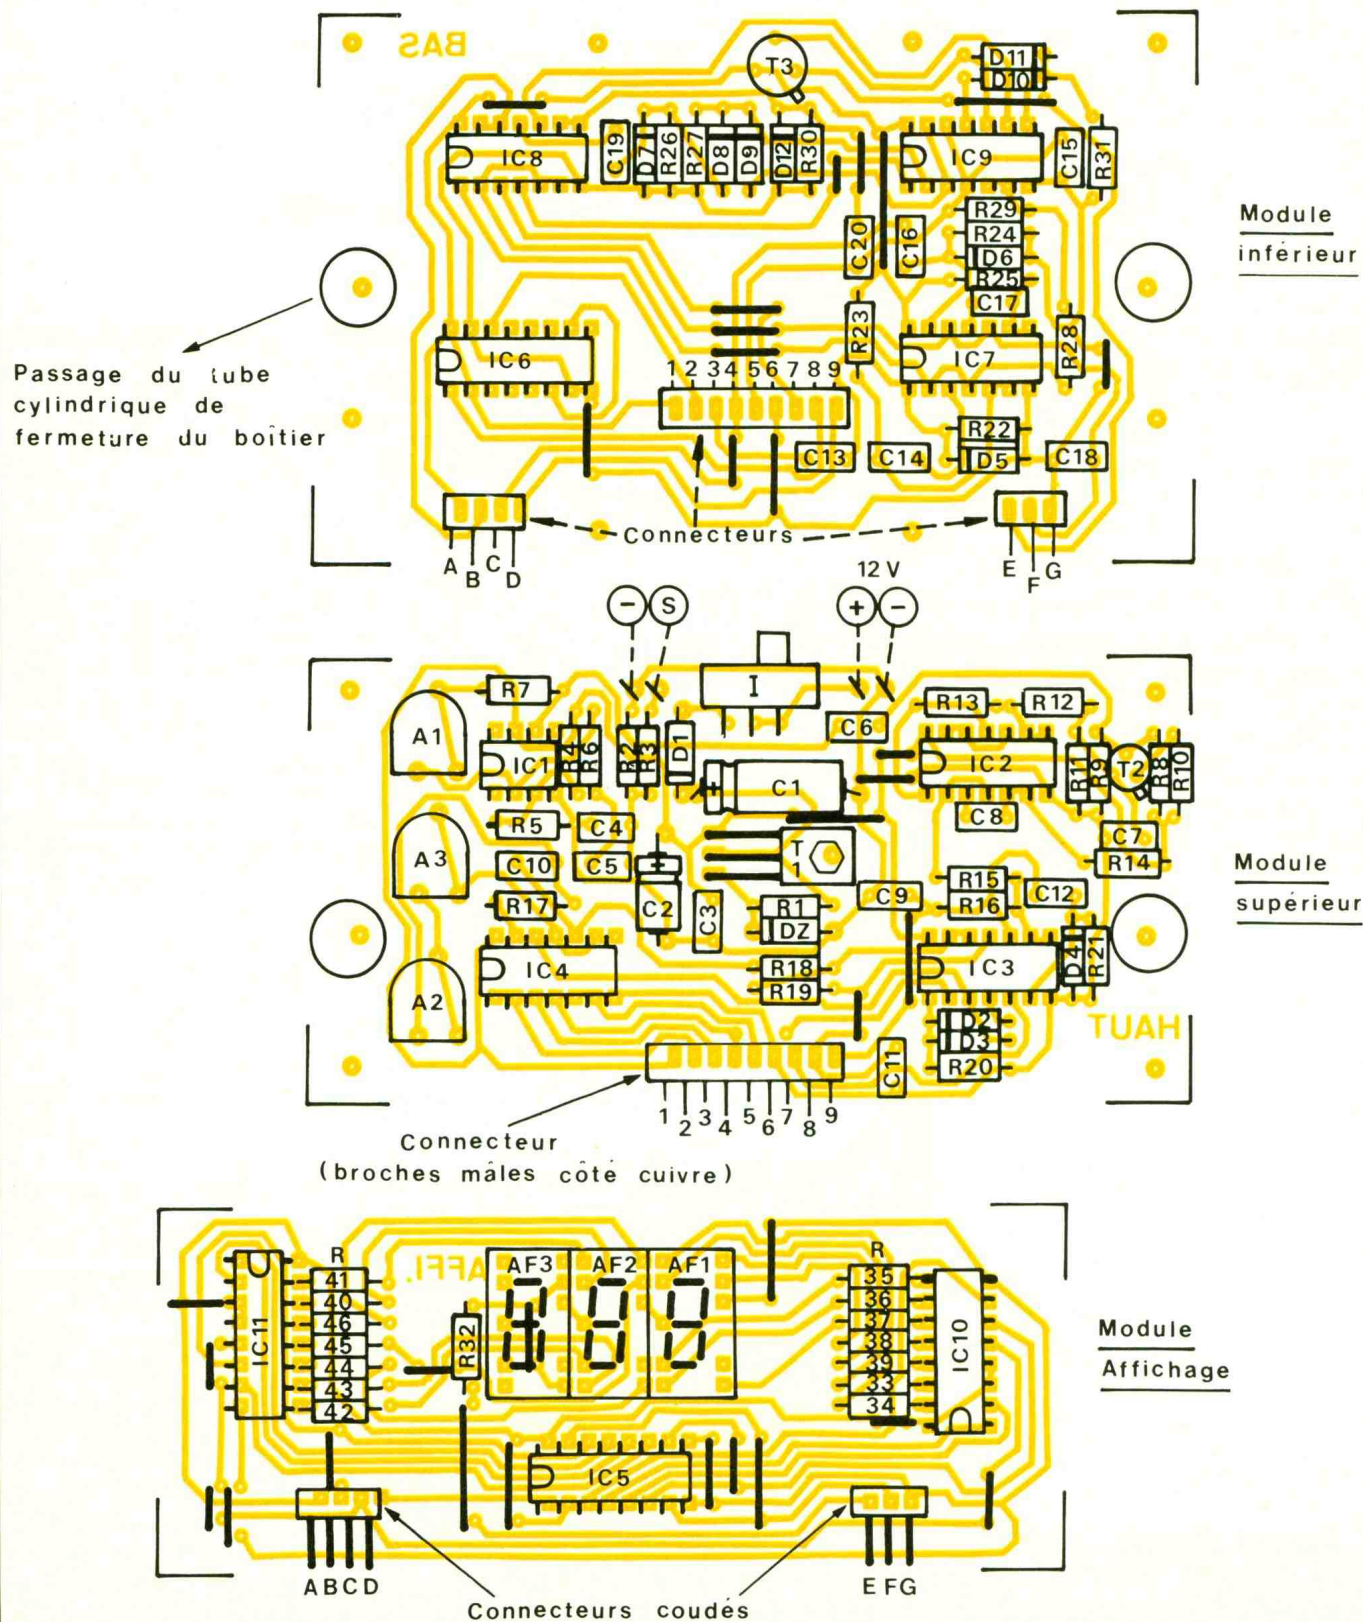 BAS
T3
D11
D10
IC8
C19
D7
R26
R27
D8
D9
D12
R30
IC9
C15
R31
R29
R24
D6
R25
C17
C20
C16
R23
IC6
IC7
R28
1 2 3 4 5 6 7 8 9
R22
D5
C13
C14
C18
Module
inférieur
Passage du tube
cylindrique de
fermeture du boîtier
Connecteurs
A B C D
E F G
12 V
- S
+ -
I
A1
R7
IC1
R4
R6
R2
R3
D1
C6
R13
R12
IC2
R11
R9
T2
R8
R10
+
C1
C8
C7
R14
A3
R5
C4
C10
C5
R17
+
C2
C3
T
1
C9
R1
DZ
R15
R16
C12
IC4
R18
R19
IC3
D4
R21
A2
D2
D3
R20
C11
HAUT
1 2 3 4 5 6 7 8 9
Module
supérieur
Connecteur
(broches mâles côté cuivre)
AFFI.
IC11
R
41
40
46
45
44
43
42
R32
AF3
AF2
AF1
R
35
36
37
38
39
33
34
IC10
IC5
Module
Affichage
A B C D
E F G
Connecteurs coudés